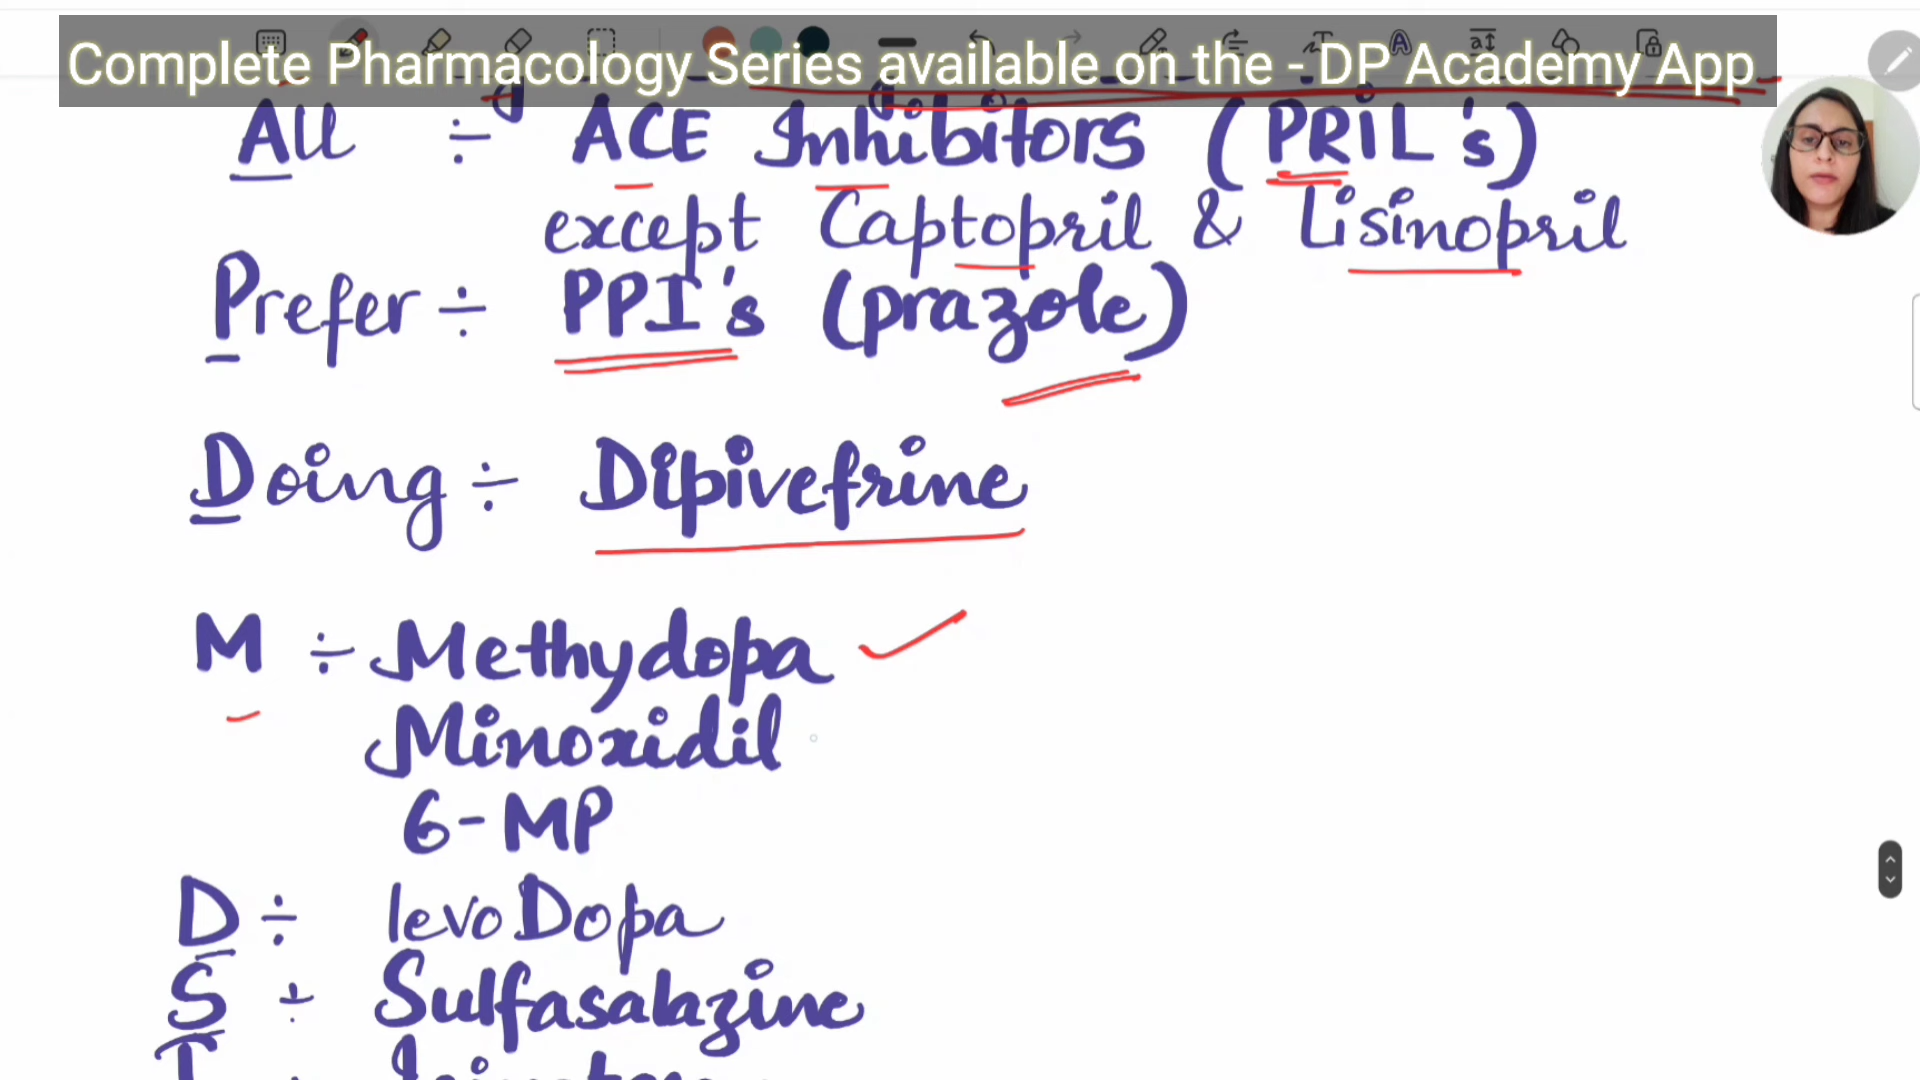 Complete Pharmacology Series available on the - DP Academy App
All ÷ ACE Inhibitors (PRIL's)
except Captopril & Lisinopril
Prefer ÷ PPI's (prazole)
Doing ÷ Dipivefrine
M ÷ Methydopa
Minoxidil
6-MP
D ÷ levoDopa
S ÷ Sulfasalazine